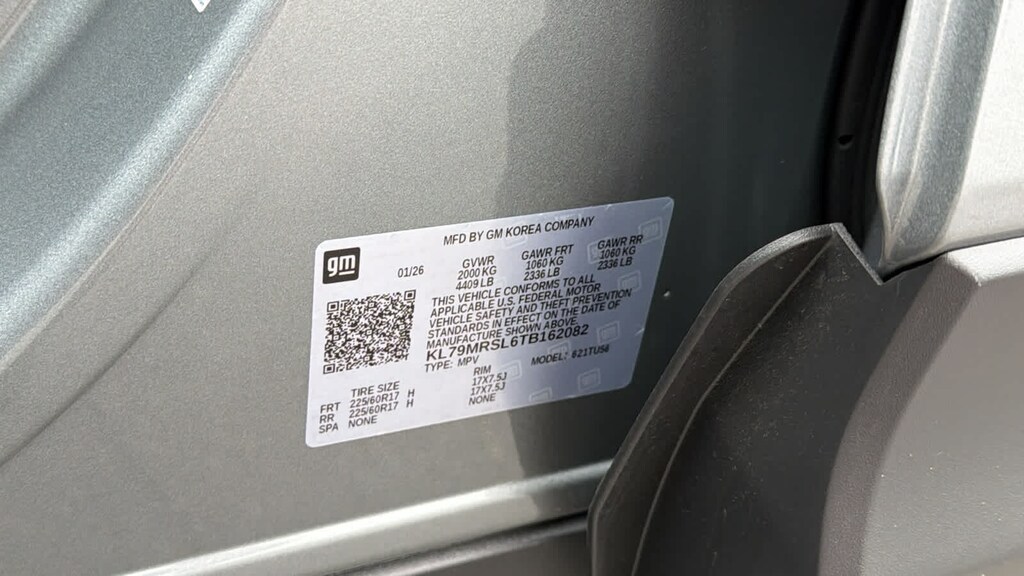 MFD BY GM KOREA COMPANY
gm
01/26
GVWR
2000 KG
4409 LB
GAWR FRT
1060 KG
2336 LB
GAWR RR
1060 KG
2336 LB
THIS VEHICLE CONFORMS TO ALL
APPLICABLE U.S. FEDERAL MOTOR
VEHICLE SAFETY AND THEFT PREVENTION
STANDARDS IN EFFECT ON THE DATE OF
MANUFACTURE SHOWN ABOVE.
KL79MRSL6TB162082
TYPE: MPV MODEL: 621TUS6
TIRE SIZE RIM
FRT 225/60R17 H 17X7.5J
RR 225/60R17 H 17X7.5J
SPA NONE NONE